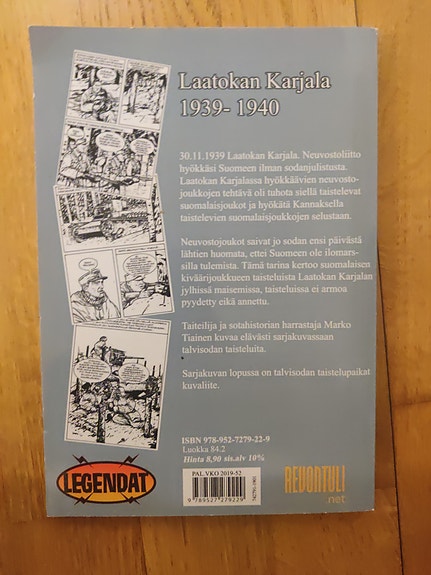 Laatokan Karjala
1939- 1940
30.11.1939 Laatokan Karjala. Neuvostoliitto
hyökkäsi Suomeen ilman sodanjulistusta.
Laatokan Karjalassa hyökkäävien neuvosto-
joukkojen tehtävä oli tuhota siellä taistelevat
suomalaisjoukot ja hyökätä Kannaksella
taistelevien suomalaisjoukkojen selustaan.
Neuvostojoukot saivat jo sodan ensi päivästä
lähtien huomata, ettei Suomeen ole ilomars-
silla tulemista. Tämä tarina kertoo suomalaisen
kiväärijoukkueen taisteluista Laatokan Karjalan
jylhissä maisemissa, taisteluissa ei armoa
pyydetty eikä annettu.
Taiteilija ja sotahistorian harrastaja Marko
Tiainen kuvaa elävästi sarjakuvassaan
talvisodan taisteluita.
Sarjakuvan lopussa on talvisodan taistelupaikat
kuvaliite.
ISBN 978-952-7279-22-9
Luokka 84.2
Hinta 8,90 sis.alv 10%
PAL.VKO 2019-52
9 789527 279229
LEGENDAT
REVONTULI
.net